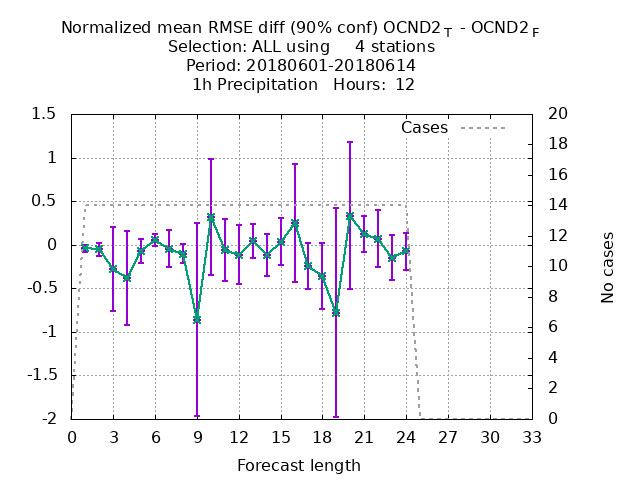 Normalized mean RMSE diff (90% conf) OCND2T - OCND2F
Selection: ALL using 4 stations
Period: 20180601-20180614
1h Precipitation Hours: 12
Cases
1.5
1
0.5
0
-0.5
-1
-1.5
-2
20
18
16
14
12
10
8
6
4
2
0
No cases
0 3 6 9 12 15 18 21 24 27 30 33
Forecast length